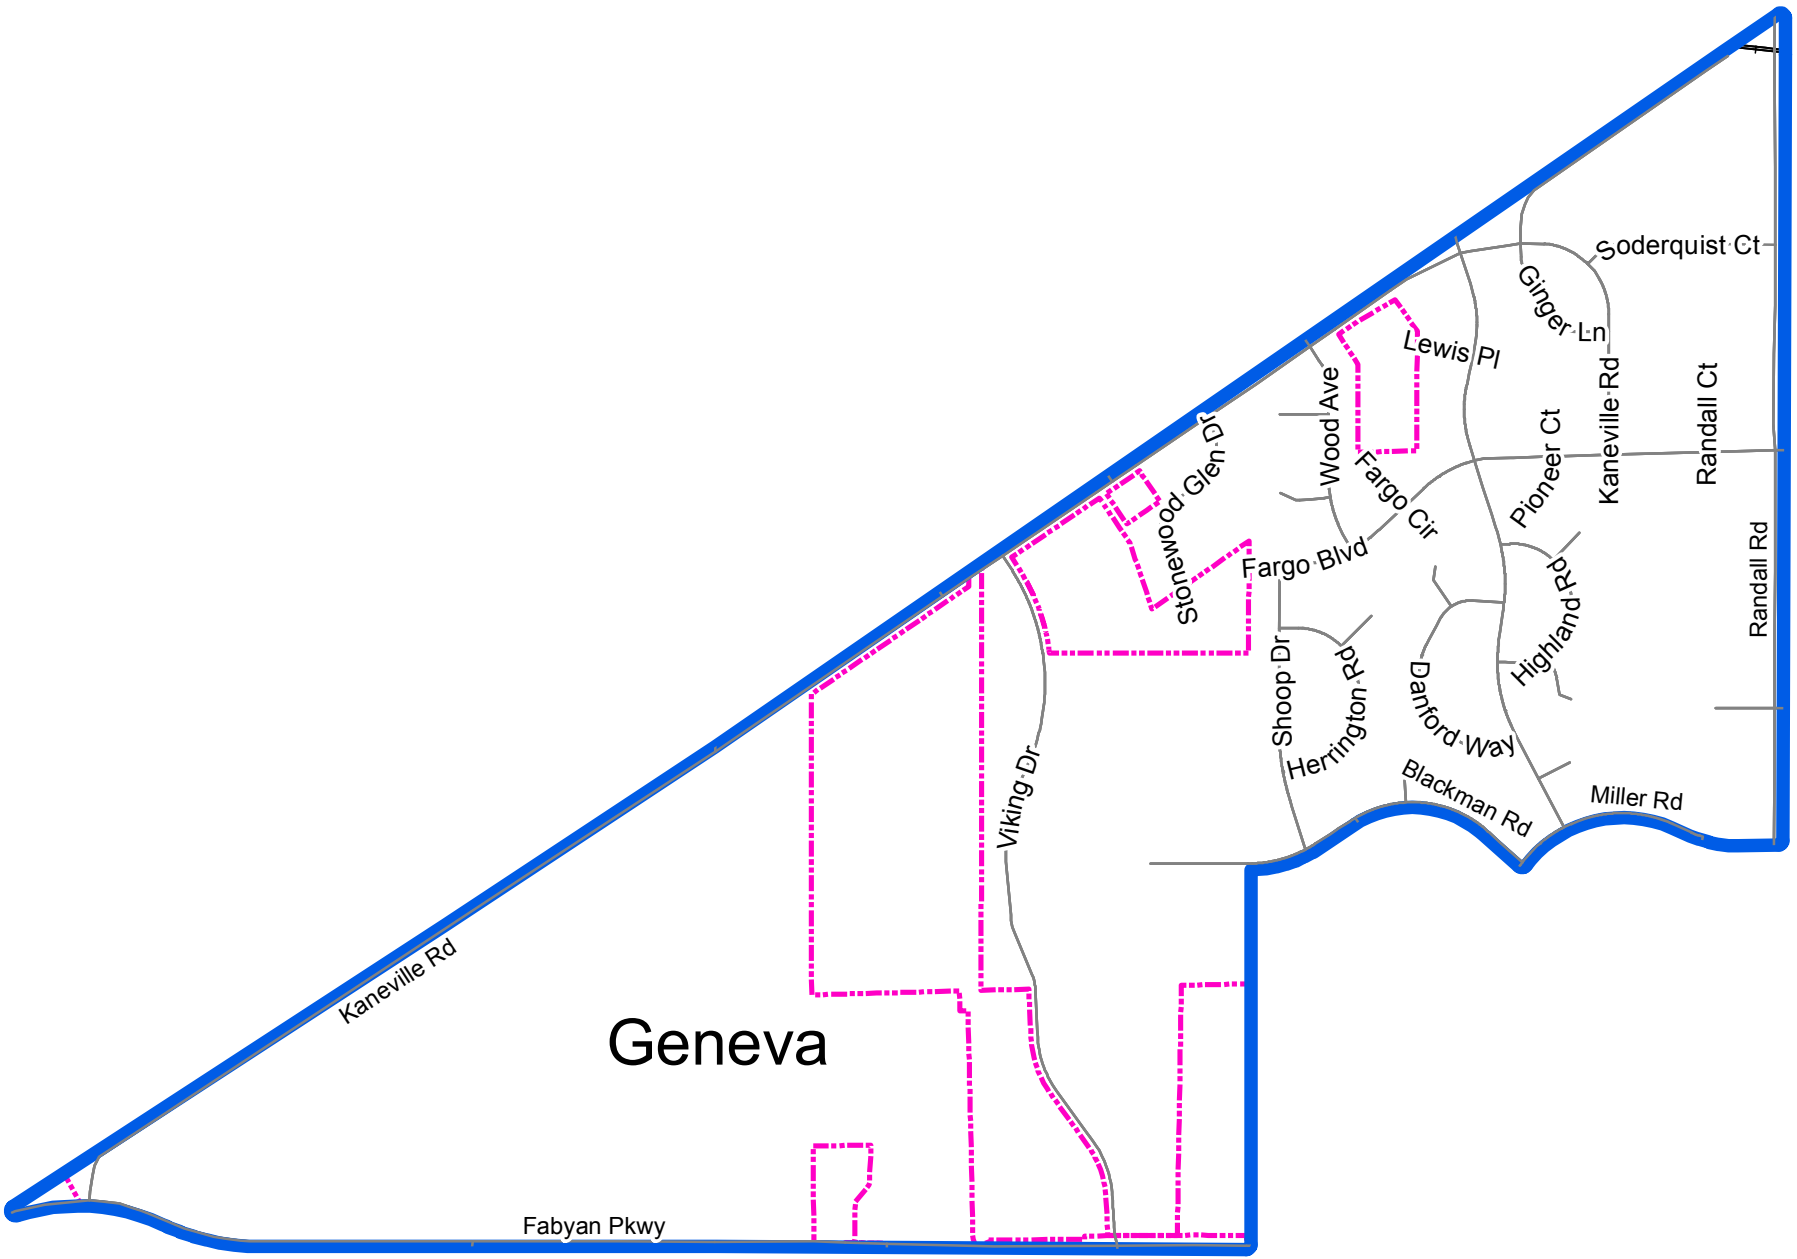 Soderquist Ct
Ginger Ln
Lewis Pl
Kaneville Rd
Randall Ct
Wood Ave
Pioneer Ct
Stonewood Glen Dr
Fargo Cir
Fargo Blvd
Randall Rd
Highland Rd
Shoop Dr
Herrington Rd
Danford Way
Viking Dr
Blackman Rd
Miller Rd
Kaneville Rd
Geneva
Fabyan Pkwy